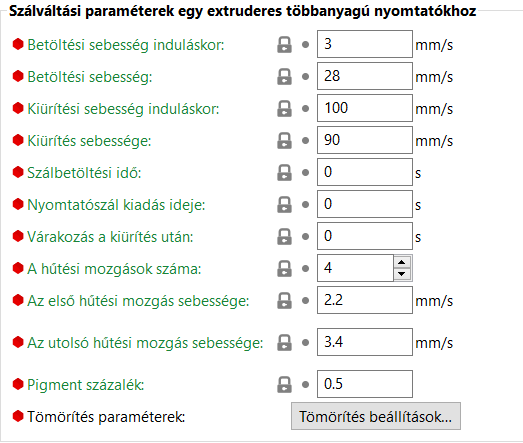 Szálváltási paraméterek egy extruderes többanyagú nyomtatókhoz
Betöltési sebesség induláskor: 3 mm/s
Betöltési sebesség: 28 mm/s
Kiürítési sebesség induláskor: 100 mm/s
Kiürítés sebessége: 90 mm/s
Szálbetöltési idő: 0 s
Nyomtatószál kiadás ideje: 0 s
Várakozás a kiürítés után: 0 s
A hűtési mozgások száma: 4
Az első hűtési mozgás sebessége: 2.2 mm/s
Az utolsó hűtési mozgás sebessége: 3.4 mm/s
Pigment százalék: 0.5
Tömörítés paraméterek: Tömörítés beállítások...